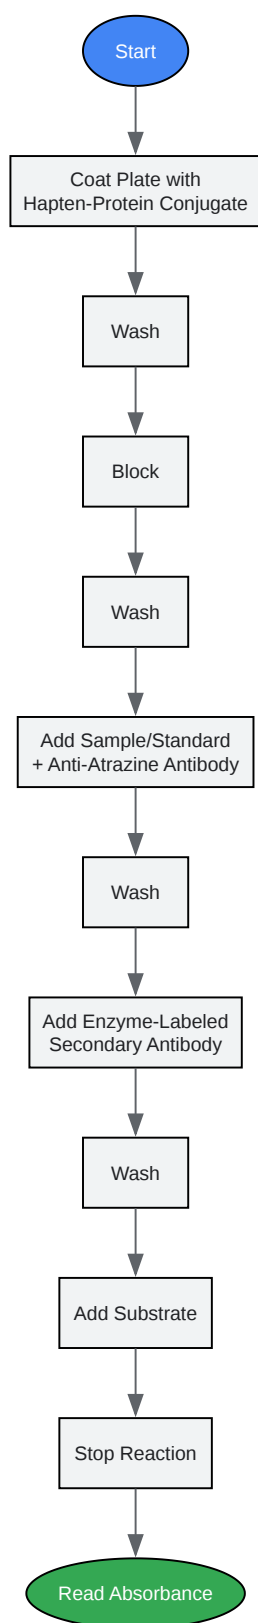 Start
Coat Plate with
Hapten-Protein Conjugate
Wash
Block
Wash
Add Sample/Standard
+ Anti-Atrazine Antibody
Wash
Add Enzyme-Labeled
Secondary Antibody
Wash
Add Substrate
Stop Reaction
Read Absorbance